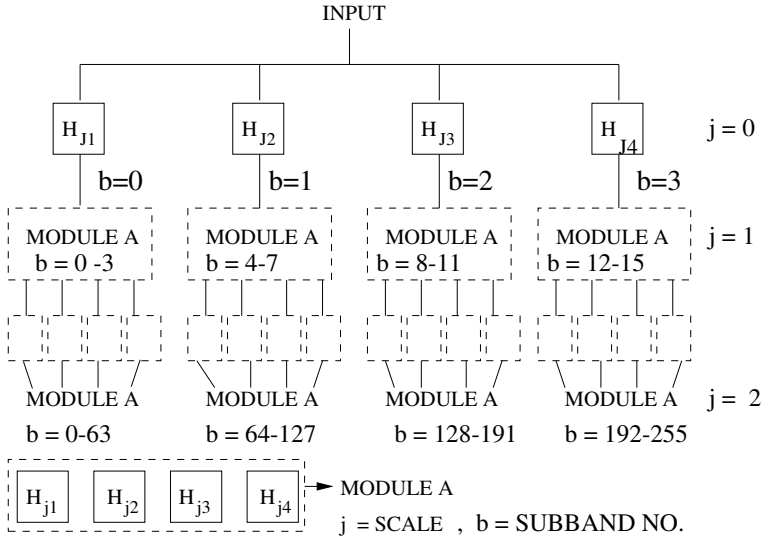 INPUT
H_J1 H_J2 H_J3 H_J4 j = 0
b=0 b=1 b=2 b=3
MODULE A MODULE A MODULE A MODULE A j = 1
b = 0 -3 b = 4-7 b = 8-11 b = 12-15
MODULE A MODULE A MODULE A MODULE A j = 2
b = 0-63 b = 64-127 b = 128-191 b = 192-255
H_j1 H_j2 H_j3 H_j4 MODULE A
j = SCALE , b = SUBBAND NO.